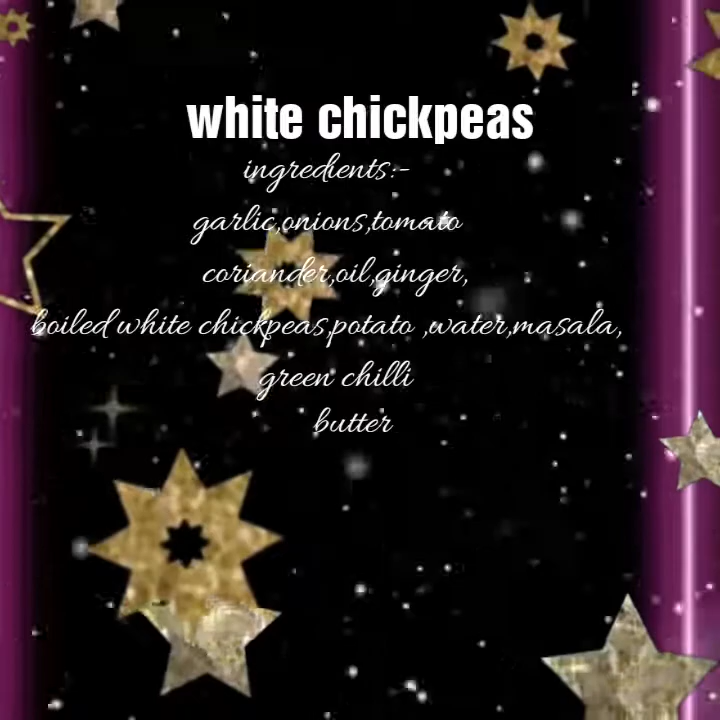 white chickpeas
ingredients:-
garlic,onions,tomato
coriander,oil,ginger,
boiled white chickpeas,potato ,water,masala,
green chilli
butter